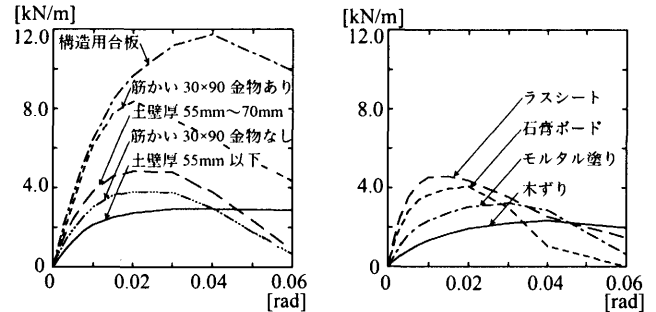 [kN/m]
12.0
構造用合板
筋かい 30×90 金物あり
8.0
土壁厚 55mm～70mm
筋かい 30×90 金物なし
土壁厚 55mm 以下
4.0
0
0 0.02 0.04 0.06
[rad]
[kN/m]
12.0
8.0
ラスシート
石膏ボード
モルタル塗り
木ずり
4.0
0
0 0.02 0.04 0.06
[rad]